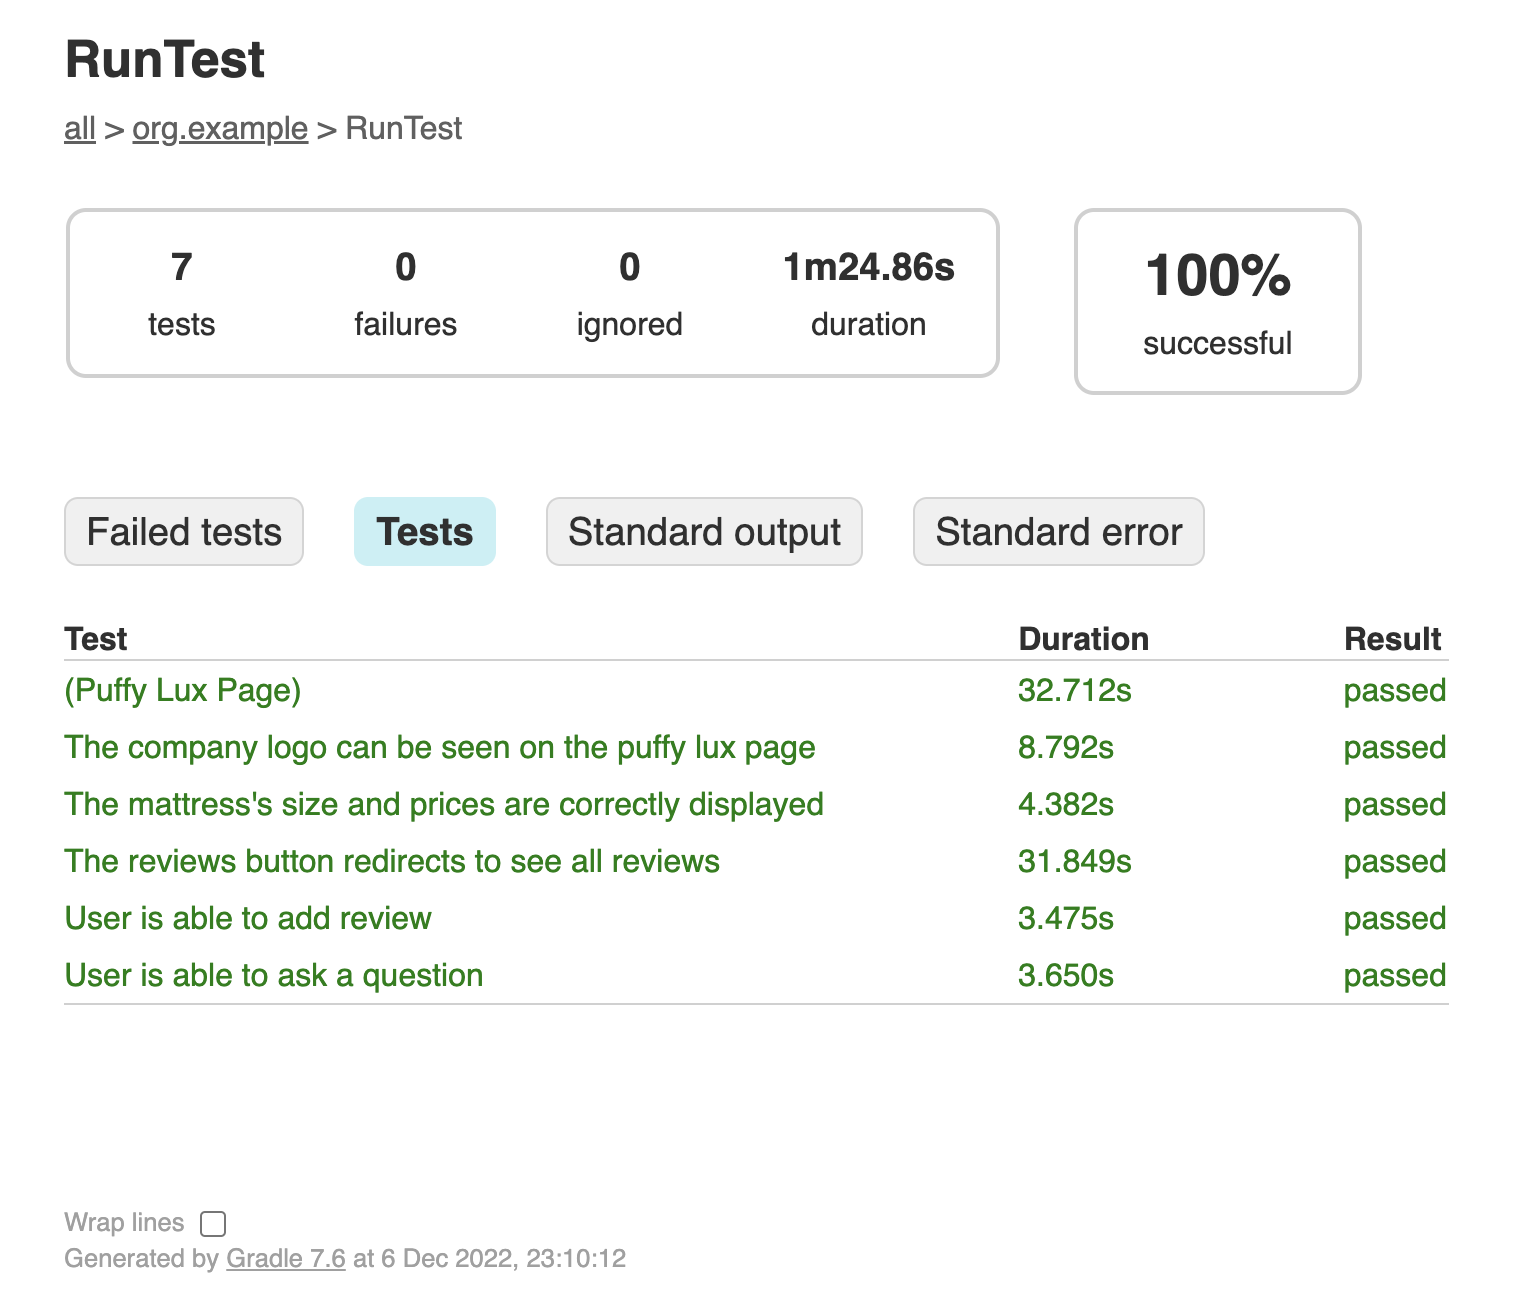 RunTest
all > org.example > RunTest
7 0 0 1m24.86s
tests failures ignored duration
100%
successful
Failed tests Tests Standard output Standard error
Test Duration Result
(Puffy Lux Page) 32.712s passed
The company logo can be seen on the puffy lux page 8.792s passed
The mattress's size and prices are correctly displayed 4.382s passed
The reviews button redirects to see all reviews 31.849s passed
User is able to add review 3.475s passed
User is able to ask a question 3.650s passed
Wrap lines
Generated by Gradle 7.6 at 6 Dec 2022, 23:10:12